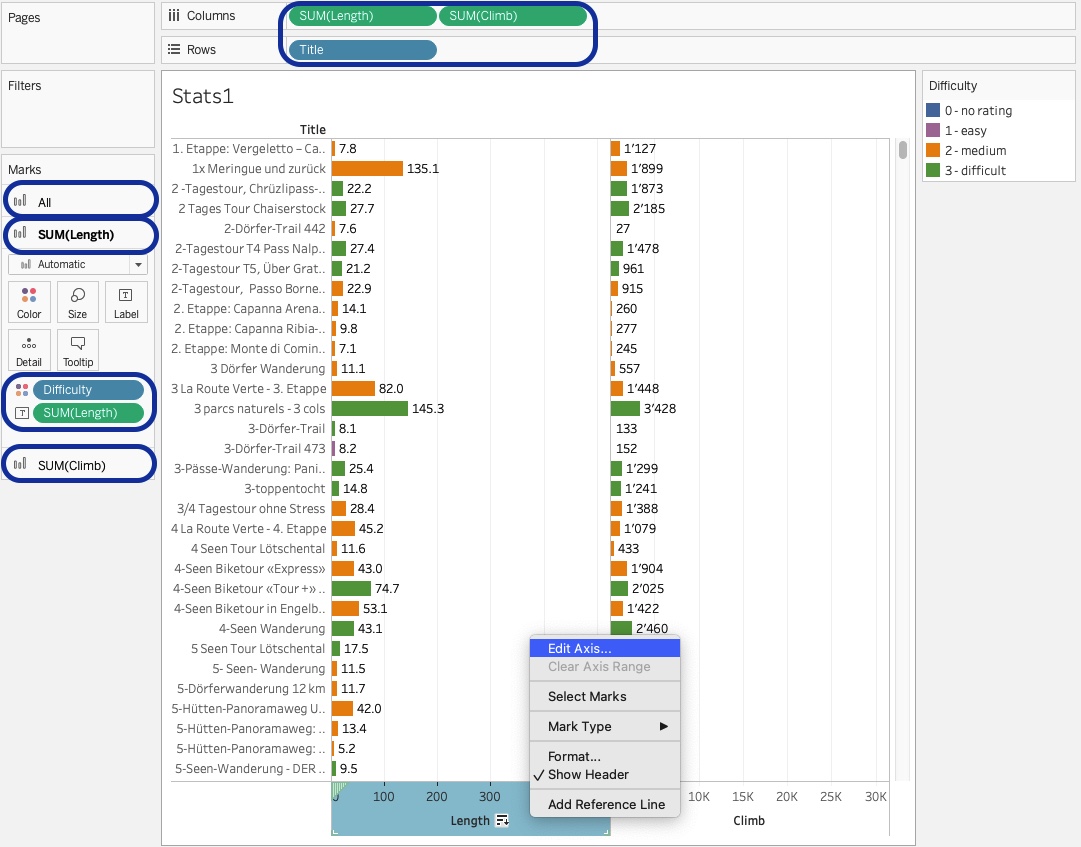 Pages
Columns
SUM(Length)
SUM(Climb)
Rows
Title
Filters
Marks
All
SUM(Length)
Automatic
Color
Size
Label
Detail
Tooltip
Difficulty
SUM(Length)
SUM(Climb)
Stats1
Title
1. Etappe: Vergeletto – Ca.. 7.8 1’127
1x Meringue und zurück 135.1 1’899
2 -Tagestour, Chrüzlipass-.. 22.2 1’873
2 Tages Tour Chaiserstock 27.7 2’185
2-Dörfer-Trail 442 7.6 27
2-Tagestour T4 Pass Nalp.. 27.4 1’478
2-Tagestour T5, Über Grat.. 21.2 961
2-Tagestour, Passo Borne.. 22.9 915
2. Etappe: Capanna Arena.. 14.1 260
2. Etappe: Capanna Ribia-.. 9.8 277
2. Etappe: Monte di Comin.. 7.1 245
3 Dörfer Wanderung 11.1 557
3 La Route Verte - 3. Etappe 82.0 1’448
3 parcs naturels - 3 cols 145.3 3’428
3-Dörfer-Trail 8.1 133
3-Dörfer-Trail 473 8.2 152
3-Pässe-Wanderung: Pani.. 25.4 1’299
3-toppentocht 14.8 1’241
3/4 Tagestour ohne Stress 28.4 1’388
4 La Route Verte - 4. Etappe 45.2 1’079
4 Seen Tour Lötschental 11.6 433
4-Seen Biketour «Express» 43.0 1’904
4-Seen Biketour «Tour +» .. 74.7 2’025
4-Seen Biketour in Engelb.. 53.1 1’422
4-Seen Wanderung 43.1 2’460
5 Seen Tour Lötschental 17.5
5- Seen- Wanderung 11.5
5-Dörferwanderung 12 km 11.7
5-Hütten-Panoramaweg U.. 42.0
5-Hütten-Panoramaweg: .. 13.4
5-Hütten-Panoramaweg: .. 5.2
5-Seen-Wanderung - DER .. 9.5
0 100 200 300 10K 15K 20K 25K 30K
Length Climb
Edit Axis...
Clear Axis Range
Select Marks
Mark Type
Format...
Show Header
Add Reference Line
Difficulty
0 - no rating
1 - easy
2 - medium
3 - difficult